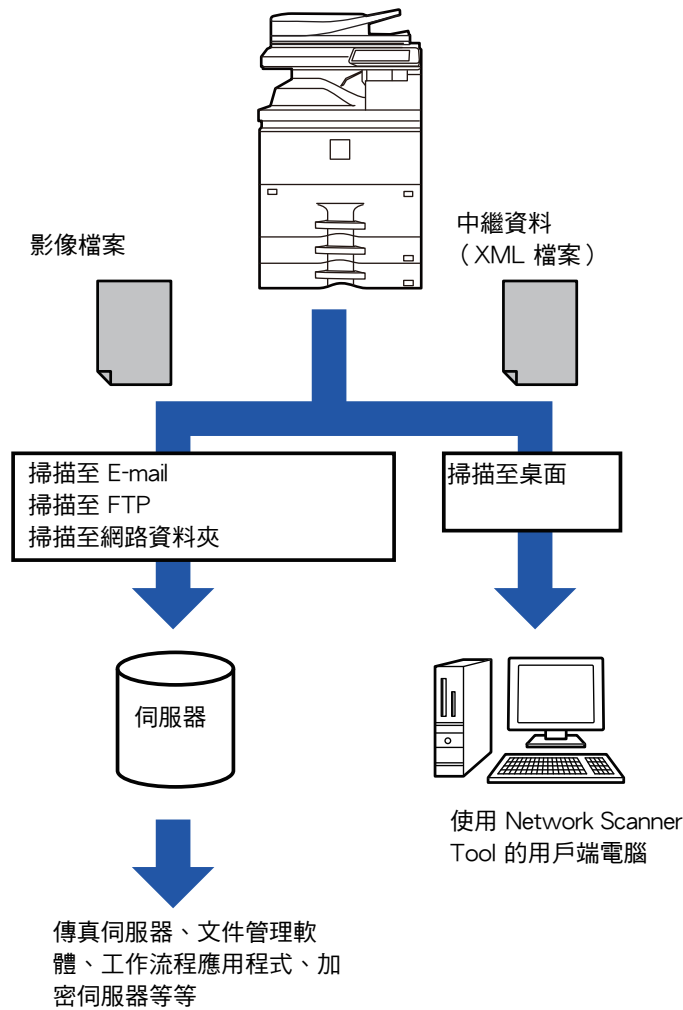 影像檔案
中繼資料
（XML 檔案）
掃描至 E-mail
掃描至 FTP
掃描至網路資料夾
掃描至桌面
伺服器
使用 Network Scanner
Tool 的用戶端電腦
傳真伺服器、文件管理軟
體、工作流程應用程式、加
密伺服器等等